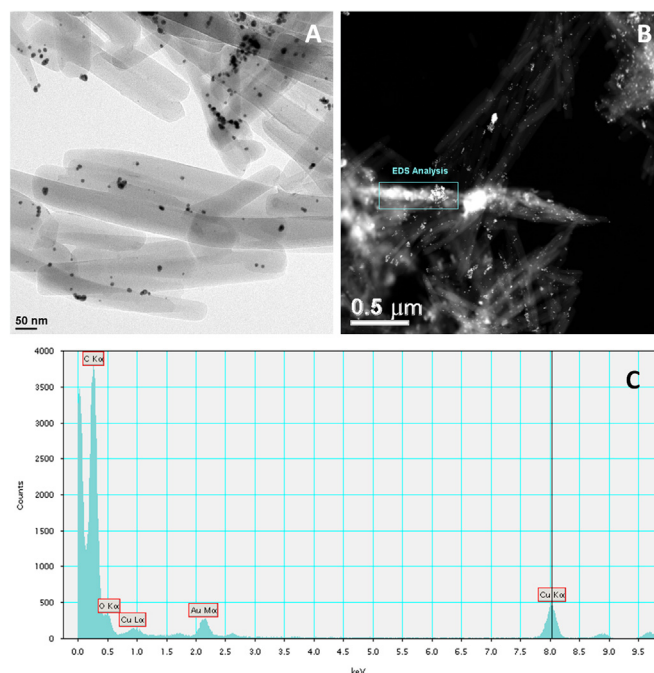 A
50 nm
B
EDS Analysis
0.5 μm
C
4000
3500
3000
2500
2000
1500
1000
500
0
Counts
C Kα
O Kα
Cu Lα
Au Mα
Cu Kα
0.0 0.5 1.0 1.5 2.0 2.5 3.0 3.5 4.0 4.5 5.0 5.5 6.0 6.5 7.0 7.5 8.0 8.5 9.0 9.5
keV